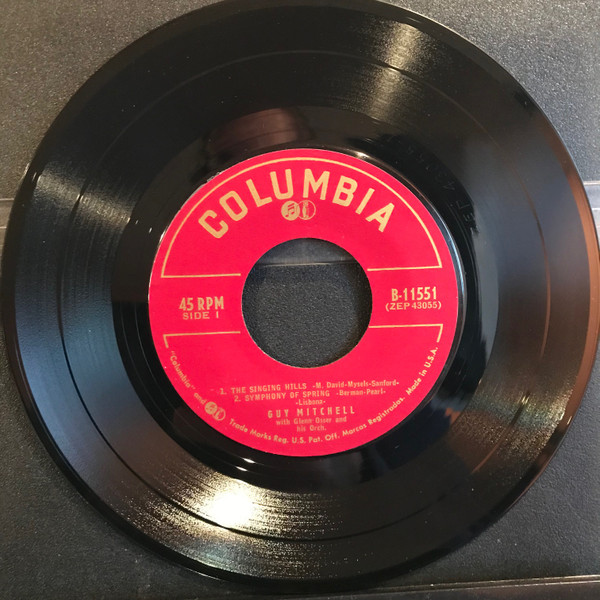 COLUMBIA
45 RPM
SIDE 1
B-11551
(ZEP 43055)
1. THE SINGING HILLS -M. David-Mysels-Sanford-
2. SYMPHONY OF SPRING -Berman-Pearl-
-Lisbona-
GUY MITCHELL
with Glenn Osser and
his Orch.
"Columbia" and Trade Marks Reg. U.S. Pat. Off. Marcas Registradas. Made in U.S.A.